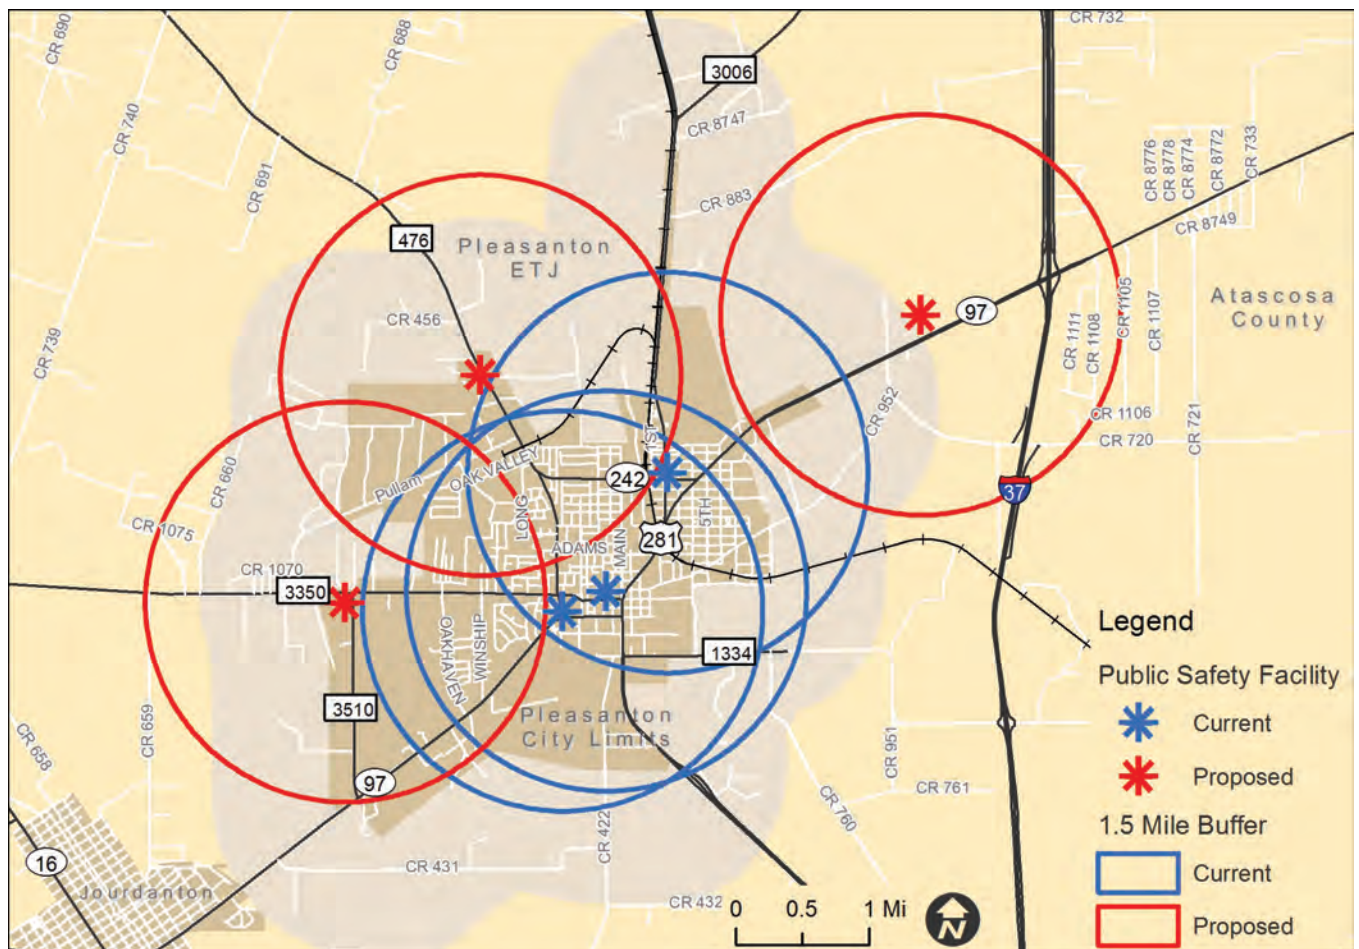 CR 690
CR 688
CR 732
3006
CR 740
CR 8747
CR 691
CR 8776
CR 8778
CR 8774
CR 8772
CR 733
CR 883
476
Pleasanton
ETJ
CR 8749
CR 739
CR 456
97
CR 1105
CR 1107
CR 1111
CR 1108
Atascosa
County
CR 952
CR 1106
CR 720
CR 721
1ST
OAK VALLEY
Pullam
CR 660
242
LONG
5TH
37
CR 1075
ADAMS
MAIN
281
CR 1070
3350
OAKHAVEN
WINSHIP
1334
Legend
Public Safety Facility
Current
Proposed
1.5 Mile Buffer
Current
Proposed
3510
Pleasanton
City Limits
CR 659
CR 658
CR 951
97
CR 761
CR 760
CR 422
CR 431
16
Jourdanton
CR 432
0 0.5 1 Mi
N